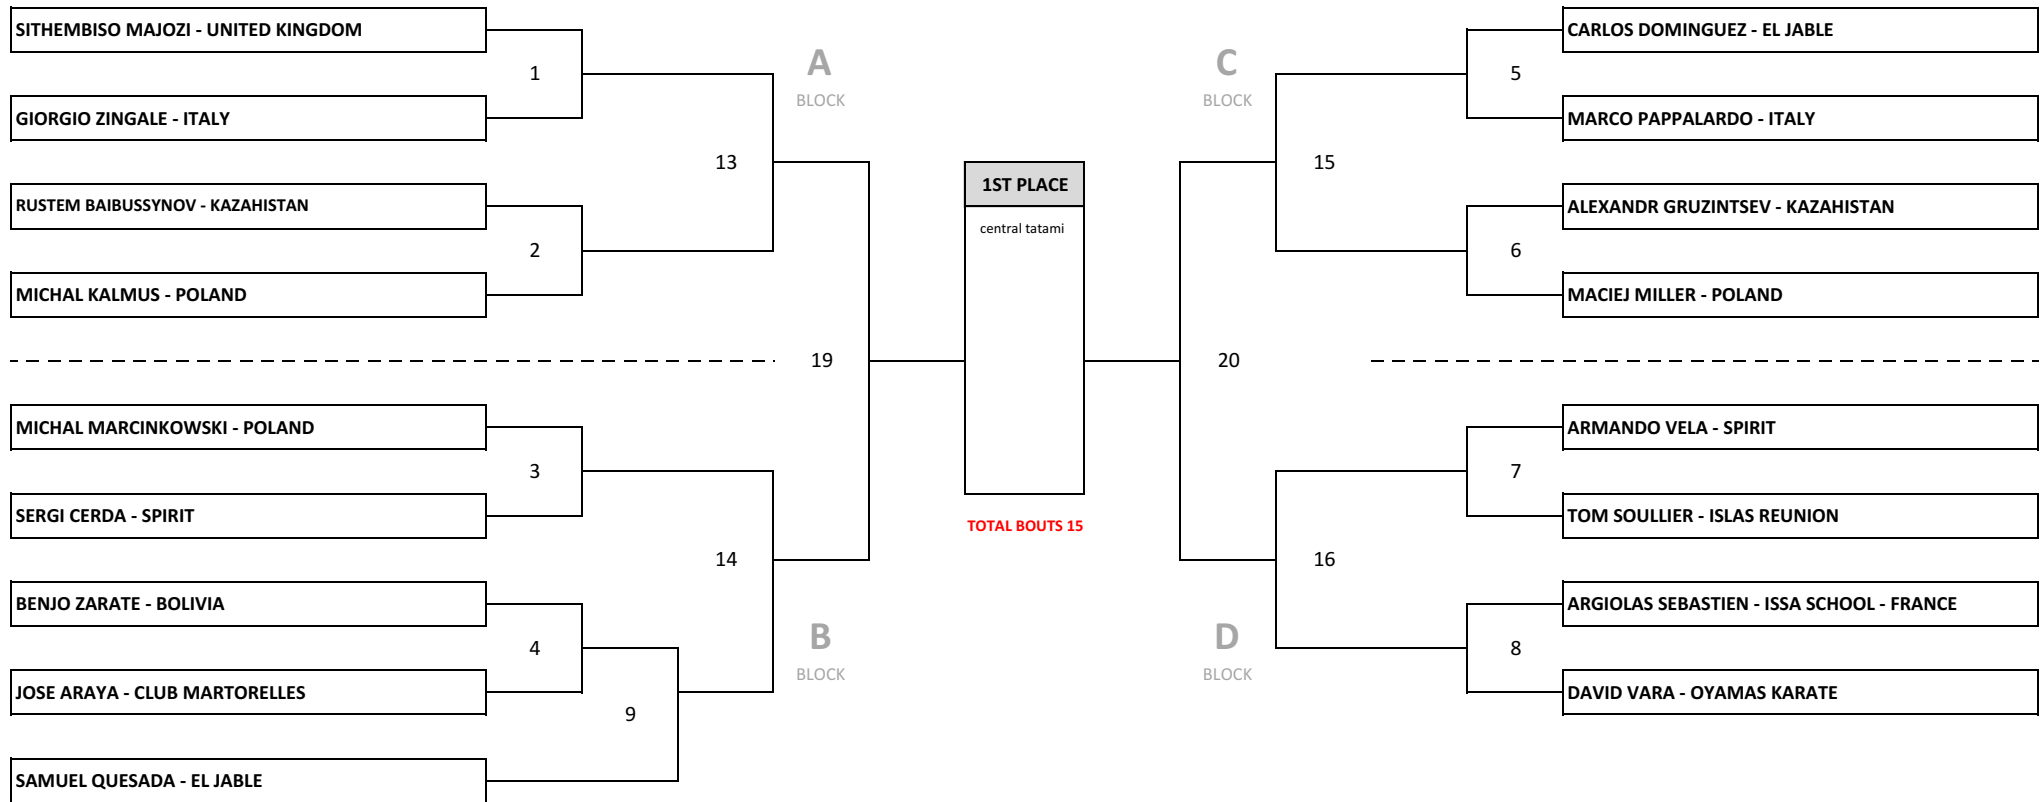 SITHEMBISO MAJOZI - UNITED KINGDOM
1
GIORGIO ZINGALE - ITALY
13
RUSTEM BAIBUSSYNOV - KAZAHISTAN
2
MICHAL KALMUS - POLAND
A
BLOCK
19
MICHAL MARCINKOWSKI - POLAND
3
SERGI CERDA - SPIRIT
14
BENJO ZARATE - BOLIVIA
4
JOSE ARAYA - CLUB MARTORELLES
9
SAMUEL QUESADA - EL JABLE
B
BLOCK
1ST PLACE
central tatami
TOTAL BOUTS 15
C
BLOCK
CARLOS DOMINGUEZ - EL JABLE
5
MARCO PAPPALARDO - ITALY
15
ALEXANDR GRUZINTSEV - KAZAHISTAN
6
MACIEJ MILLER - POLAND
20
ARMANDO VELA - SPIRIT
7
TOM SOULLIER - ISLAS REUNION
16
ARGIOLAS SEBASTIEN - ISSA SCHOOL - FRANCE
8
DAVID VARA - OYAMAS KARATE
D
BLOCK